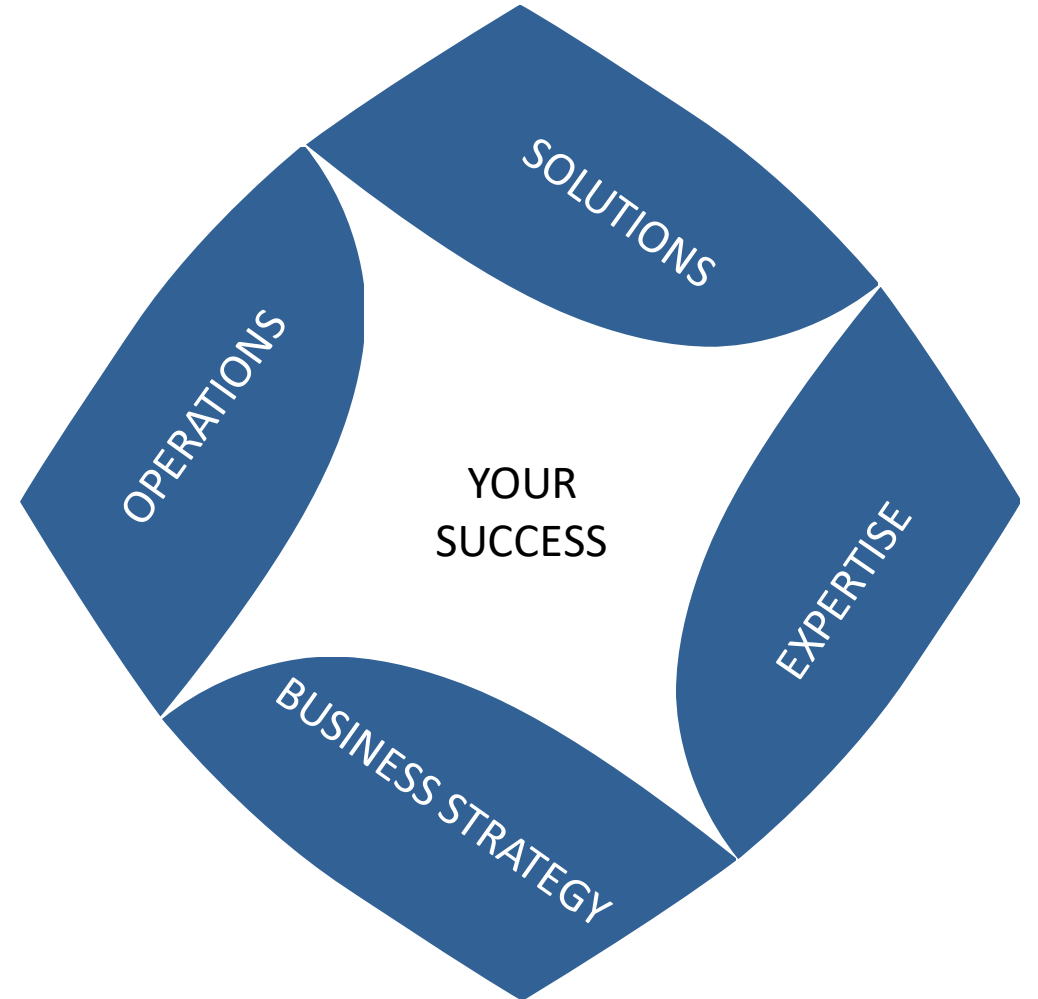 SOLUTIONS
OPERATIONS
YOUR
SUCCESS
EXPERTISE
BUSINESS STRATEGY